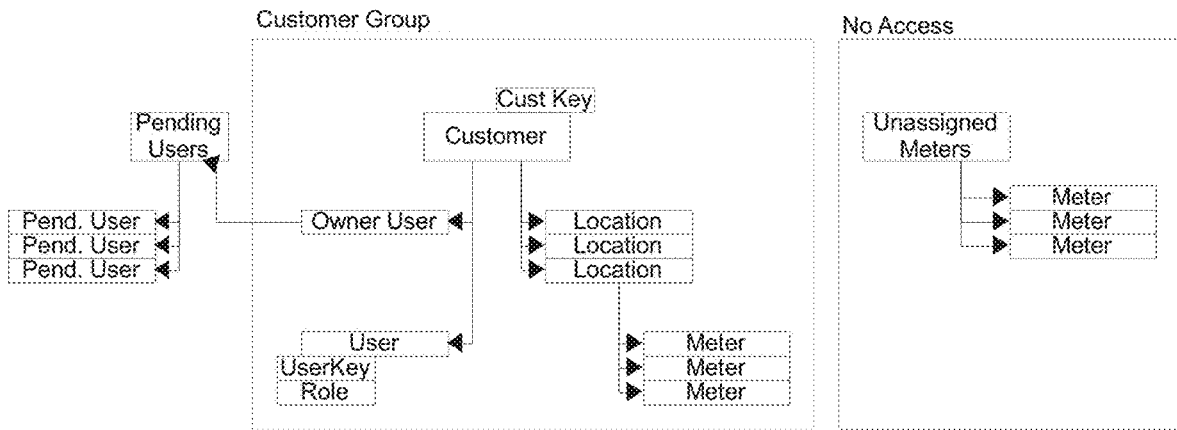 Customer Group
No Access
Cust Key
Pending
Users
Customer
Unassigned
Meters
Pend. User
Pend. User
Pend. User
Owner User
Location
Location
Location
Meter
Meter
Meter
User
UserKey
Role
Meter
Meter
Meter